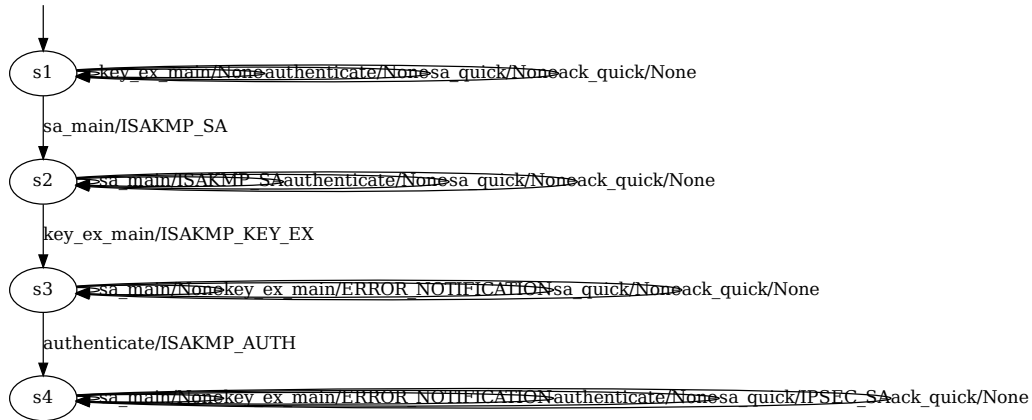 s1 key_ex_main/None authenticate/None sa_quick/None ack_quick/None
sa_main/ISAKMP_SA
s2 sa_main/ISAKMP_SA authenticate/None sa_quick/None ack_quick/None
key_ex_main/ISAKMP_KEY_EX
s3 sa_main/None key_ex_main/ERROR_NOTIFICATION sa_quick/None ack_quick/None
authenticate/ISAKMP_AUTH
s4 sa_main/None key_ex_main/ERROR_NOTIFICATION authenticate/None sa_quick/IPSEC_SA ack_quick/None